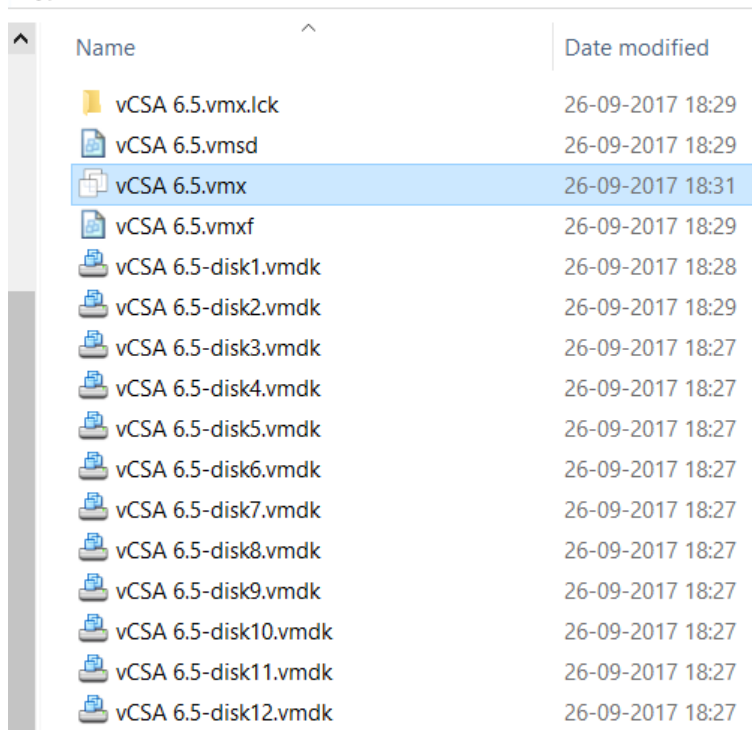 Name Date modified
vCSA 6.5.vmx.lck 26-09-2017 18:29
vCSA 6.5.vmsd 26-09-2017 18:29
vCSA 6.5.vmx 26-09-2017 18:31
vCSA 6.5.vmxf 26-09-2017 18:29
vCSA 6.5-disk1.vmdk 26-09-2017 18:28
vCSA 6.5-disk2.vmdk 26-09-2017 18:29
vCSA 6.5-disk3.vmdk 26-09-2017 18:27
vCSA 6.5-disk4.vmdk 26-09-2017 18:27
vCSA 6.5-disk5.vmdk 26-09-2017 18:27
vCSA 6.5-disk6.vmdk 26-09-2017 18:27
vCSA 6.5-disk7.vmdk 26-09-2017 18:27
vCSA 6.5-disk8.vmdk 26-09-2017 18:27
vCSA 6.5-disk9.vmdk 26-09-2017 18:27
vCSA 6.5-disk10.vmdk 26-09-2017 18:27
vCSA 6.5-disk11.vmdk 26-09-2017 18:27
vCSA 6.5-disk12.vmdk 26-09-2017 18:27